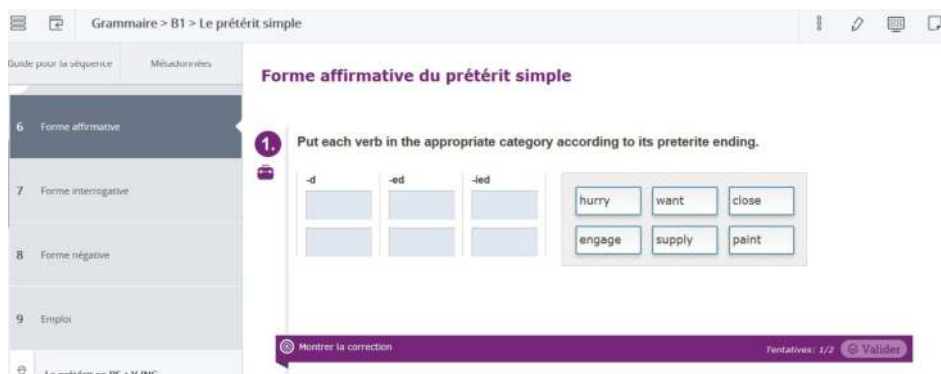 Grammaire > B1 > Le prétérit simple
Guide pour la séquence
Métadonnées
6 Forme affirmative
7 Forme interrogative
8 Forme négative
9 Emploi
Forme affirmative du prétérit simple
1. Put each verb in the appropriate category according to its preterite ending.
-d -ed -ied
hurry want close
engage supply paint
Montrer la correction
Tentatives: 1/2 Valider